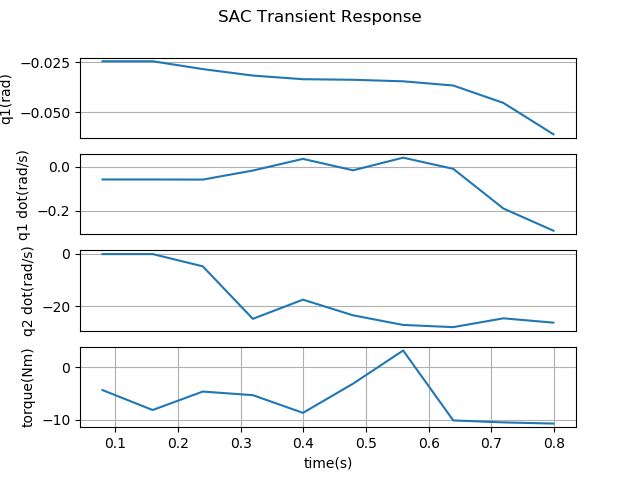 SAC Transient Response
q1(rad)
−0.025
−0.050
q1 dot(rad/s)
0.0
−0.2
q2 dot(rad/s)
0
−20
torque(Nm)
0
−10
0.1 0.2 0.3 0.4 0.5 0.6 0.7 0.8
time(s)